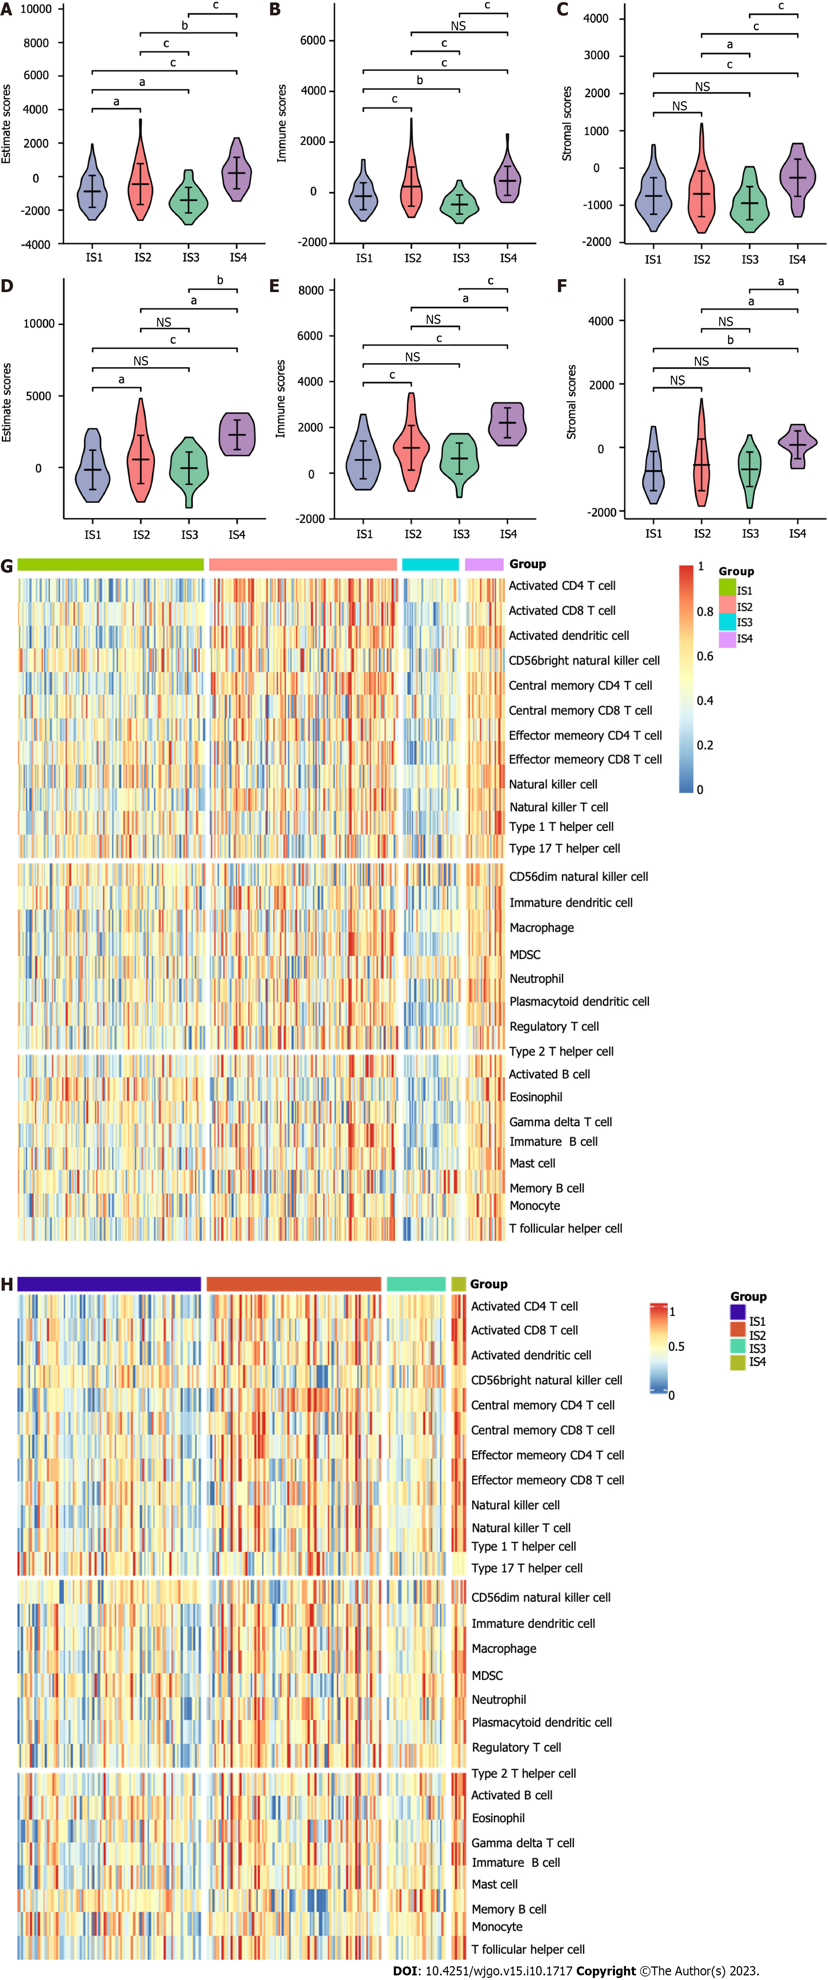 A
Estimate scores
10000
8000
6000
4000
2000
0
-2000
-4000
c
b
c
c
a
a
IS1 IS2 IS3 IS4
B
Immune scores
6000
2000
0
-2000
c
NS
c
c
b
c
IS1 IS2 IS3 IS4
C
Stromal scores
4000
3000
2000
1000
0
-1000
-2000
c
c
a
c
NS
NS
IS1 IS2 IS3 IS4
D
Estimate scores
10000
5000
0
b
a
NS
c
NS
a
IS1 IS2 IS3 IS4
E
Immune scores
8000
6000
4000
2000
0
-2000
c
a
NS
c
NS
c
IS1 IS2 IS3 IS4
F
Stromal scores
4000
2000
0
-2000
a
a
NS
b
NS
NS
IS1 IS2 IS3 IS4
G
Group
Activated CD4 T cell
Activated CD8 T cell
Activated dendritic cell
CD56bright natural killer cell
Central memory CD4 T cell
Central memory CD8 T cell
Effector memeory CD4 T cell
Effector memeory CD8 T cell
Natural killer cell
Natural killer T cell
Type 1 T helper cell
Type 17 T helper cell
CD56dim natural killer cell
Immature dendritic cell
Macrophage
MDSC
Neutrophil
Plasmacytoid dendritic cell
Regulatory T cell
Type 2 T helper cell
Activated B cell
Eosinophil
Gamma delta T cell
Immature B cell
Mast cell
Memory B cell
Monocyte
T follicular helper cell
1
0.8
0.6
0.4
0.2
0
Group
IS1
IS2
IS3
IS4
H
Group
Activated CD4 T cell
Activated CD8 T cell
Activated dendritic cell
CD56bright natural killer cell
Central memory CD4 T cell
Central memory CD8 T cell
Effector memeory CD4 T cell
Effector memeory CD8 T cell
Natural killer cell
Natural killer T cell
Type 1 T helper cell
Type 17 T helper cell
CD56dim natural killer cell
Immature dendritic cell
Macrophage
MDSC
Neutrophil
Plasmacytoid dendritic cell
Regulatory T cell
Type 2 T helper cell
Activated B cell
Eosinophil
Gamma delta T cell
Immature B cell
Mast cell
Memory B cell
Monocyte
T follicular helper cell
1
0.5
0
Group
IS1
IS2
IS3
IS4
DOI: 10.4251/wjgo.v15.i10.1717 Copyright ©The Author(s) 2023.